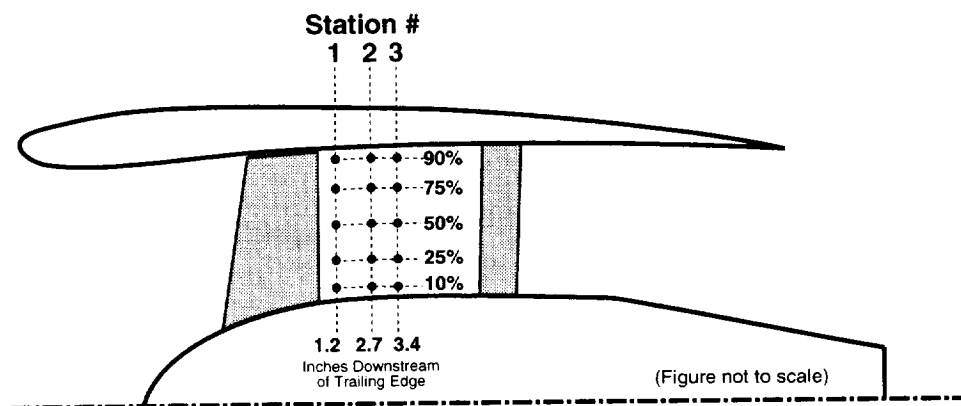 Station #
1 2 3
90%
75%
50%
25%
10%
1.2 2.7 3.4
Inches Downstream
of Trailing Edge
(Figure not to scale)